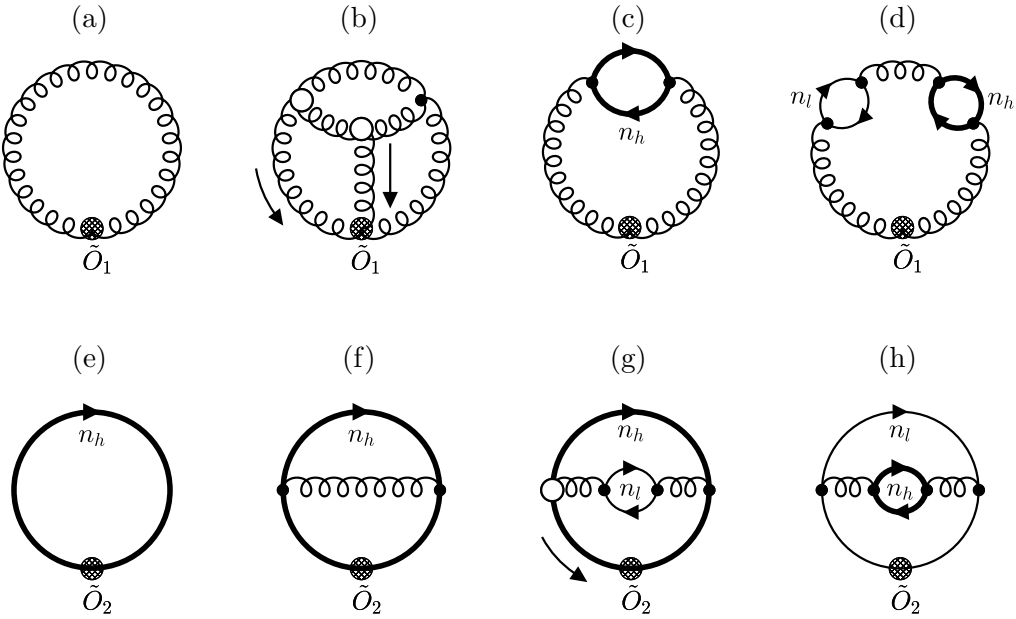 (a) (b) (c) (d)
n_h
n_l n_h
Õ_1 Õ_1 Õ_1 Õ_1
(e) (f) (g) (h)
n_h n_h n_h n_l
n_l n_h
Õ_2 Õ_2 Õ_2 Õ_2